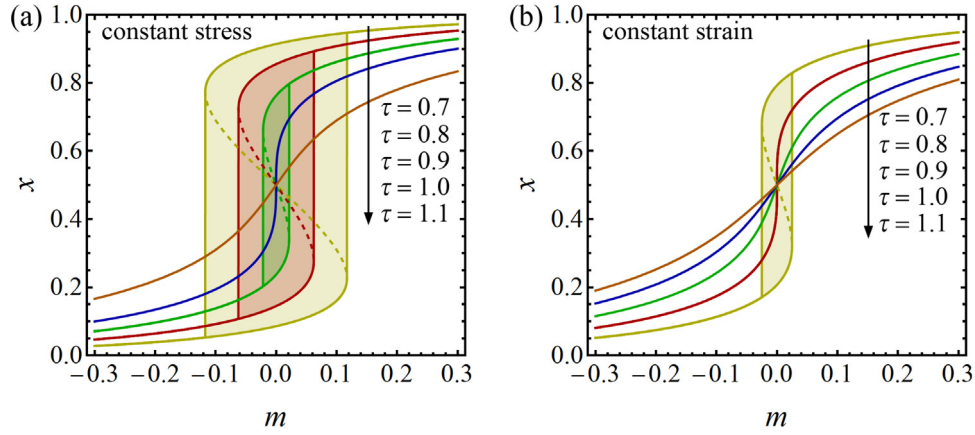 (a)
constant stress
1.0
0.8
0.6
0.4
0.2
0.0
x
τ = 0.7
τ = 0.8
τ = 0.9
τ = 1.0
τ = 1.1
−0.3 −0.2 −0.1 0.0 0.1 0.2 0.3
m
(b)
constant strain
1.0
0.8
0.6
0.4
0.2
0.0
x
τ = 0.7
τ = 0.8
τ = 0.9
τ = 1.0
τ = 1.1
−0.3 −0.2 −0.1 0.0 0.1 0.2 0.3
m